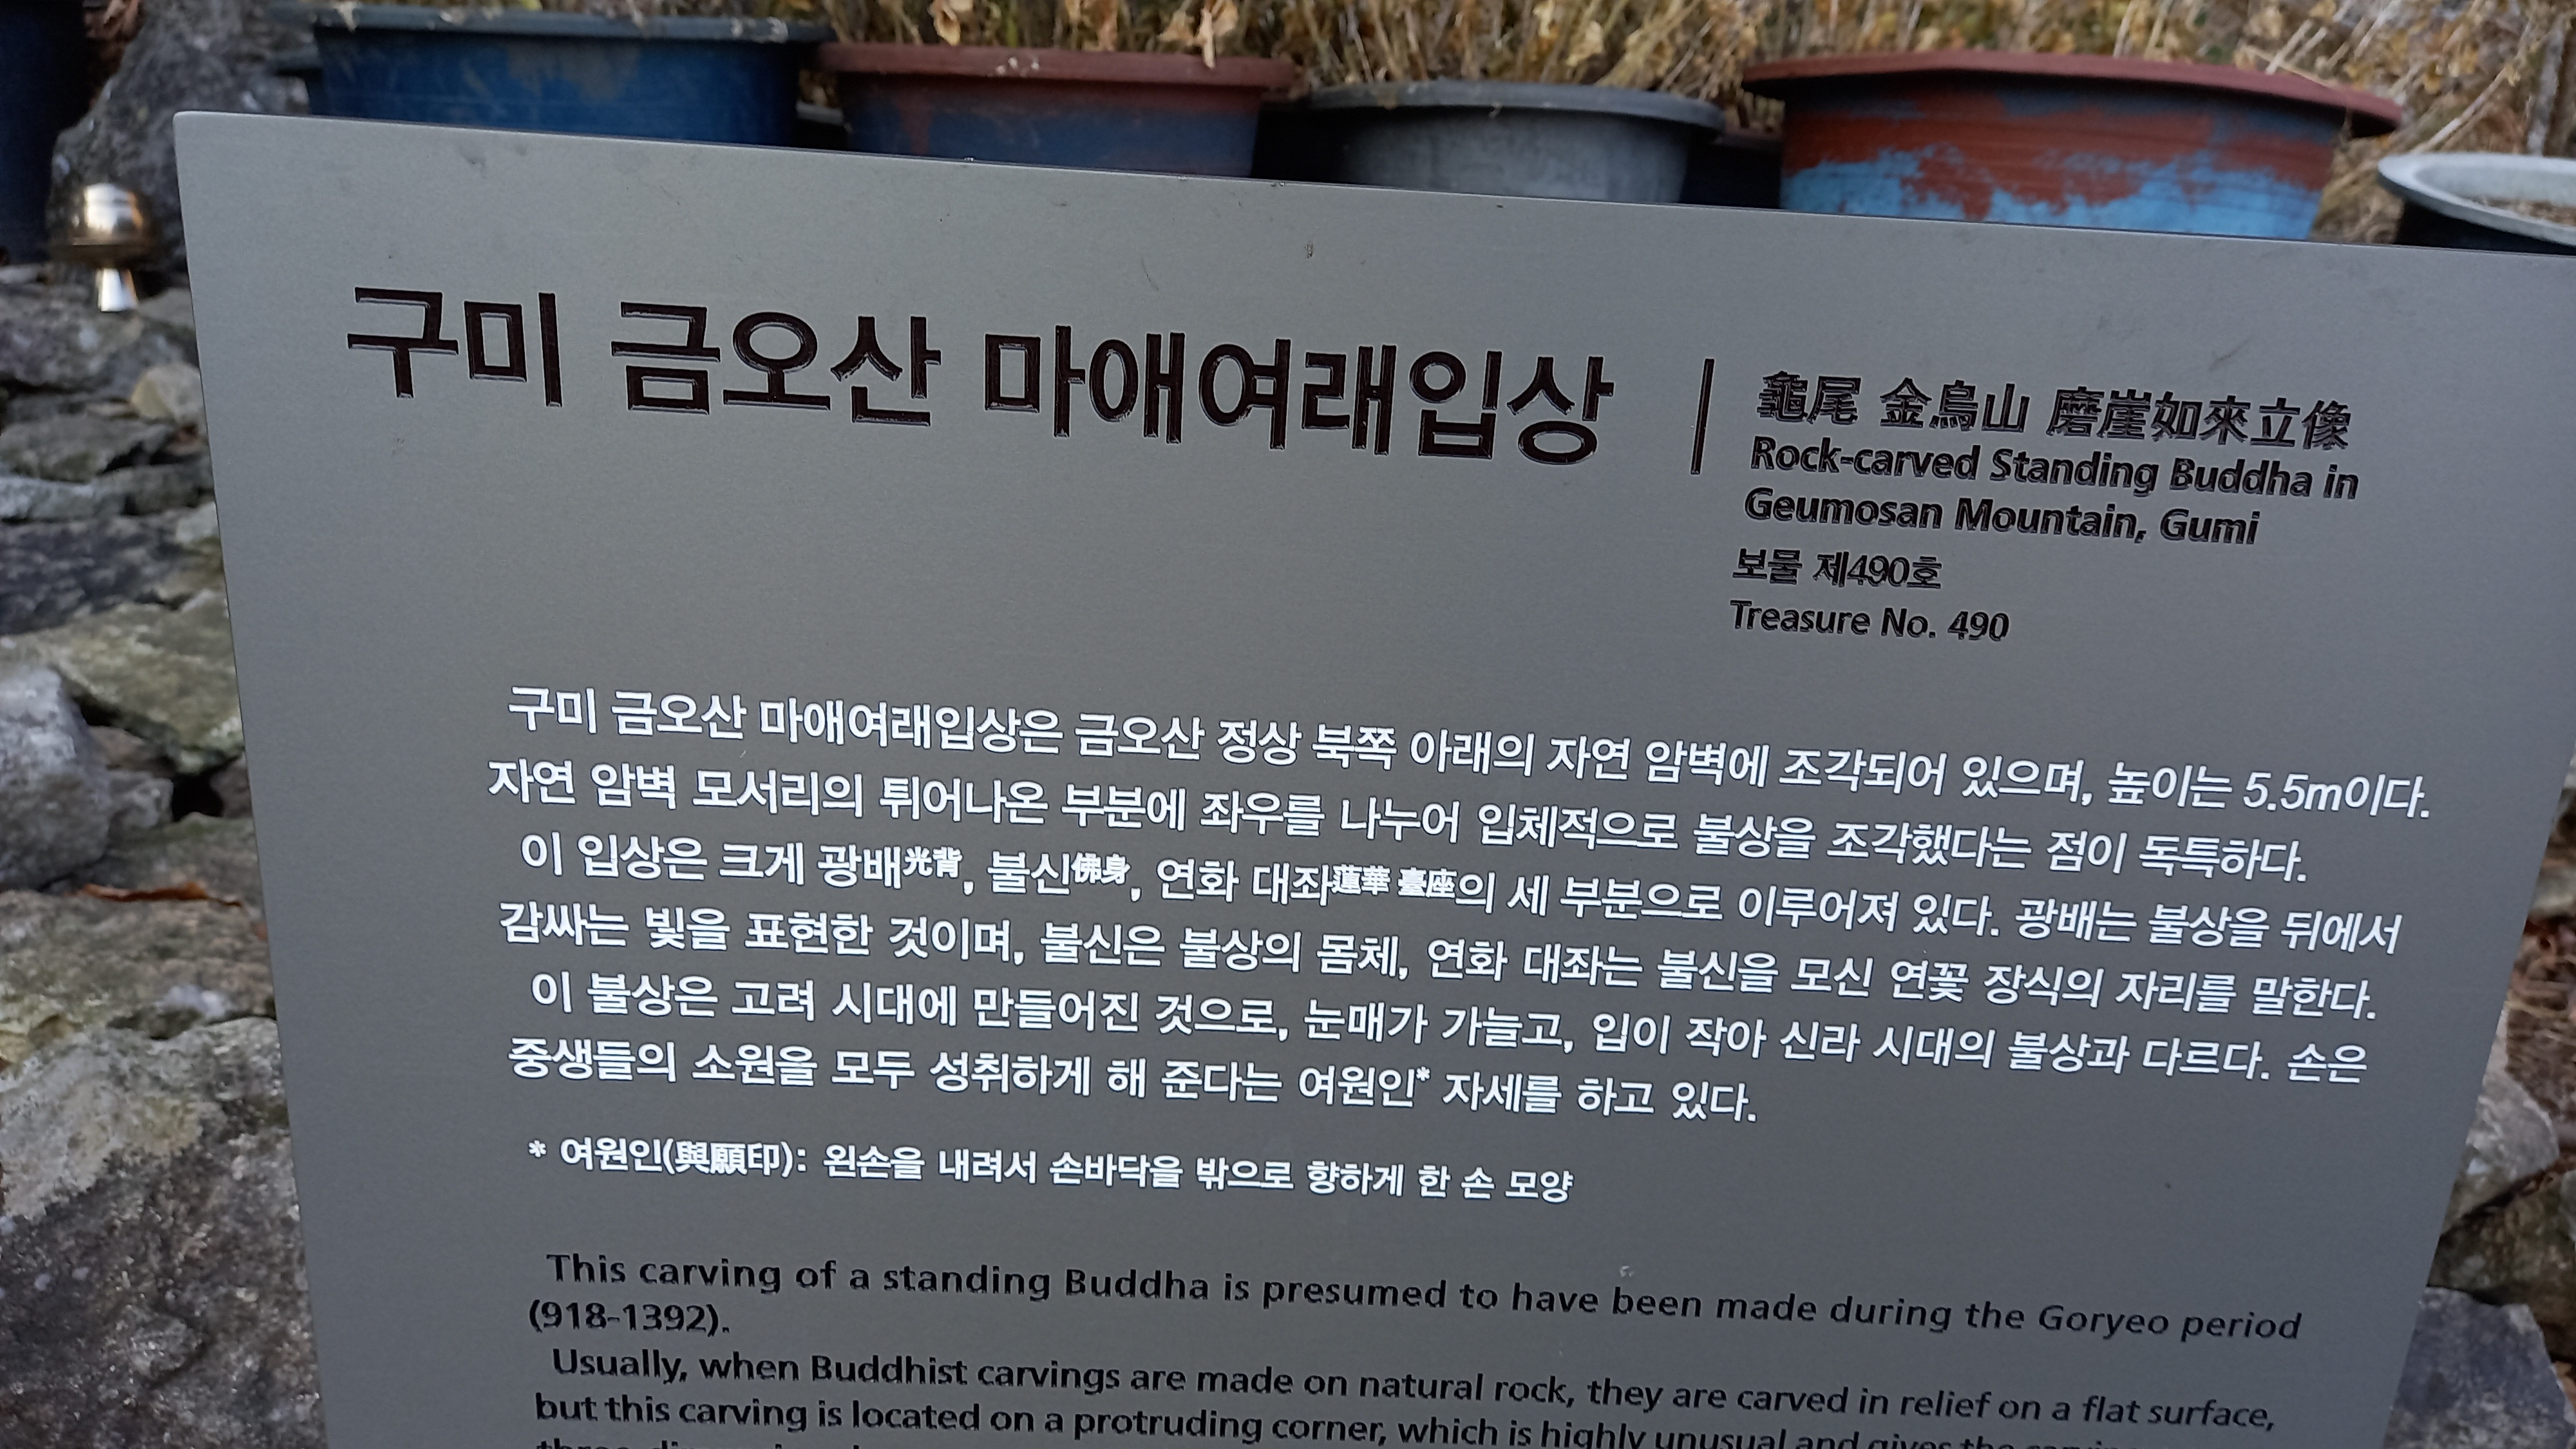 구미 금오산 마애여래입상
龜尾 金烏山 磨崖如來立像
Rock-carved Standing Buddha in
Geumosan Mountain, Gumi
보물 제490호
Treasure No. 490
구미 금오산 마애여래입상은 금오산 정상 북쪽 아래의 자연 암벽에 조각되어 있으며, 높이는 5.5m이다.
자연 암벽 모서리의 튀어나온 부분에 좌우를 나누어 입체적으로 불상을 조각했다는 점이 독특하다.
이 입상은 크게 광배光背, 불신佛身, 연화 대좌蓮華 臺座의 세 부분으로 이루어져 있다. 광배는 불상을 뒤에서
감싸는 빛을 표현한 것이며, 불신은 불상의 몸체, 연화 대좌는 불신을 모신 연꽃 장식의 자리를 말한다.
이 불상은 고려 시대에 만들어진 것으로, 눈매가 가늘고, 입이 작아 신라 시대의 불상과 다르다. 손은
중생들의 소원을 모두 성취하게 해 준다는 여원인* 자세를 하고 있다.
* 여원인(與願印): 왼손을 내려서 손바닥을 밖으로 향하게 한 손 모양
This carving of a standing Buddha is presumed to have been made during the Goryeo period
(918-1392).
Usually, when Buddhist carvings are made on natural rock, they are carved in relief on a flat surface,
but this carving is located on a protruding corner, which is highly unusual and gives the